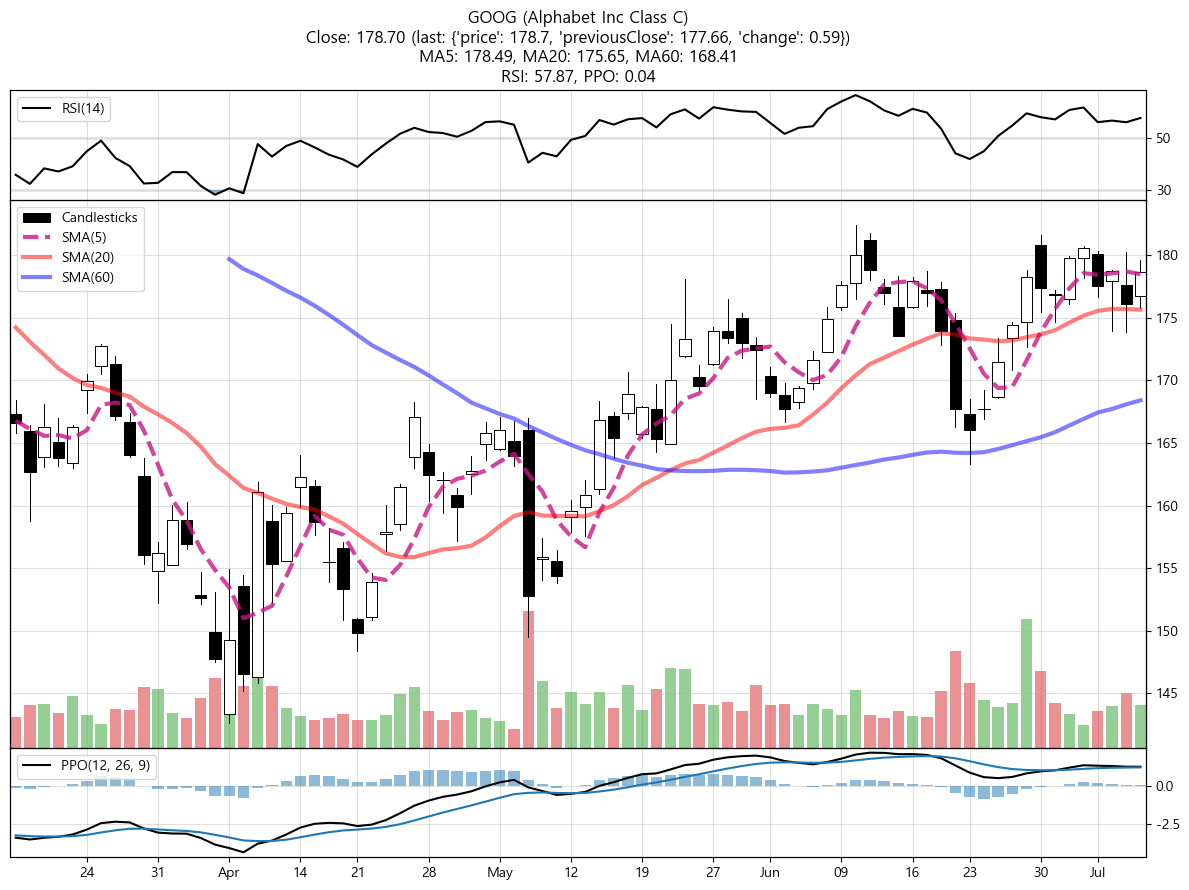 GOOG (Alphabet Inc Class C)
Close: 178.70 (last: {'price': 178.7, 'previousClose': 177.66, 'change': 0.59})
MA5: 178.49, MA20: 175.65, MA60: 168.41
RSI: 57.87, PPO: 0.04
RSI(14)
50
30
Candlesticks
SMA(5)
SMA(20)
SMA(60)
180
175
170
165
160
155
150
145
PPO(12, 26, 9)
0.0
-2.5
24 31 Apr 14 21 28 May 12 19 27 Jun 09 16 23 30 Jul